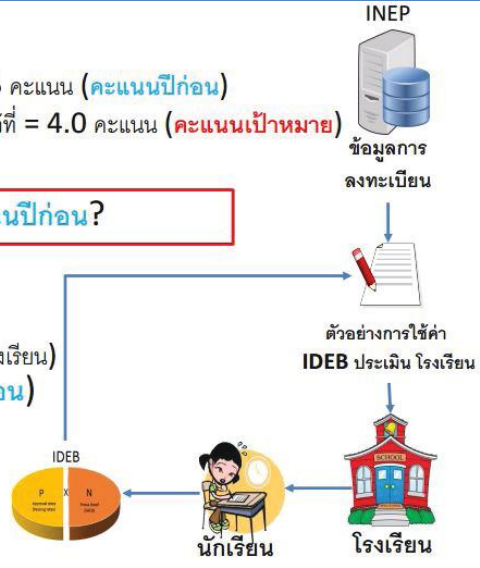 INEP
คะแนน (คะแนนปีก่อน)
ที่ = 4.0 คะแนน (คะแนนเป้าหมาย)
ข้อมูลการ
ลงทะเบียน
นปีก่อน?
ตัวอย่างการใช้ค่า
IDEB ประเมิน โรงเรียน
งเรียน)
อน)
IDEB
P X N
SCHOOL
นักเรียน
โรงเรียน